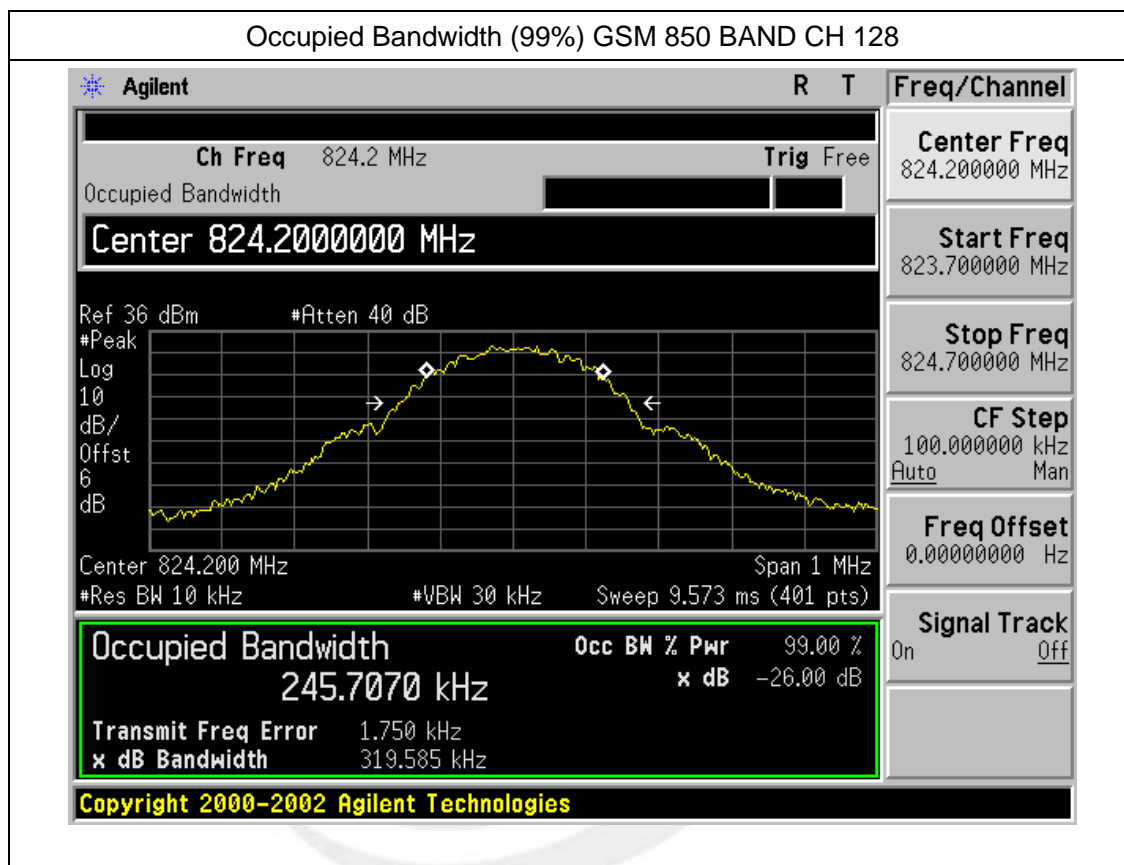 Occupied Bandwidth (99%) GSM 850 BAND CH 128
Agilent R T
Ch Freq 824.2 MHz Trig Free
Occupied Bandwidth
Center 824.2000000 MHz
Ref 36 dBm #Atten 40 dB
#Peak
Log
10
dB/
Offst
6
dB
Center 824.200 MHz Span 1 MHz
#Res BW 10 kHz #VBW 30 kHz Sweep 9.573 ms (401 pts)
Occupied Bandwidth Occ BW % Pwr 99.00 %
245.7070 kHz x dB -26.00 dB
Transmit Freq Error 1.750 kHz
x dB Bandwidth 319.585 kHz
Copyright 2000-2002 Agilent Technologies
Freq/Channel
Center Freq
824.200000 MHz
Start Freq
823.700000 MHz
Stop Freq
824.700000 MHz
CF Step
100.000000 kHz
Auto Man
Freq Offset
0.00000000 Hz
Signal Track
On Off